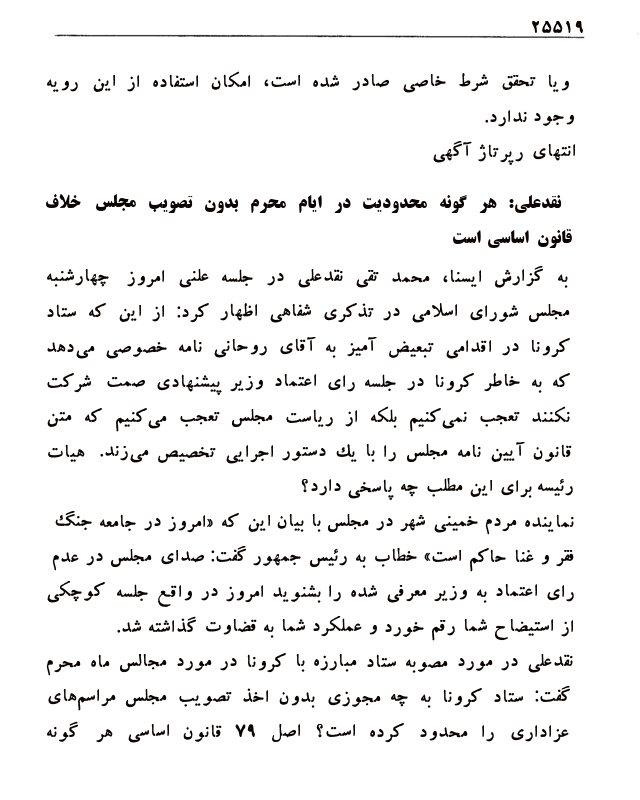 ۲۵۵۱۹
ویا تحقق شرط خاصی صادر شده است، امکان استفاده از این رویه
وجود ندارد.
انتهای رپرتاژ آگهی
نقدعلی: هر گونه محدودیت در ایام محرم بدون تصویب مجلس خلاف
قانون اساسی است
به گزارش ایسنا، محمد تقی نقدعلی در جلسه علنی امروز چهارشنبه
مجلس شورای اسلامی در تذکری شفاهی اظهار کرد: از این که ستاد
کرونا در اقدامی تبعیض آمیز به آقای روحانی نامه خصوصی می‌دهد
که به خاطر کرونا در جلسه رای اعتماد وزیر پیشنهادی صمت شرکت
نکنند تعجب نمی‌کنیم بلکه از ریاست مجلس تعجب می‌کنیم که متن
قانون آیین نامه مجلس را با یك دستور اجرایی تخصیص می‌زند. هیات
رئیسه برای این مطلب چه پاسخی دارد؟
نماینده مردم خمینی شهر در مجلس با بیان این که «امروز در جامعه جنگ
فقر و غنا حاکم است» خطاب به رئیس جمهور گفت: صدای مجلس در عدم
رای اعتماد به وزیر معرفی شده را بشنوید امروز در واقع جلسه کوچکی
از استیضاح شما رقم خورد و عملکرد شما به قضاوت گذاشته شد.
نقدعلی در مورد مصوبه ستاد مبارزه با کرونا در مورد مجالس ماه محرم
گفت: ستاد کرونا به چه مجوزی بدون اخذ تصویب مجلس مراسم‌های
عزاداری را محدود کرده است؟ اصل ۷۹ قانون اساسی هر گونه